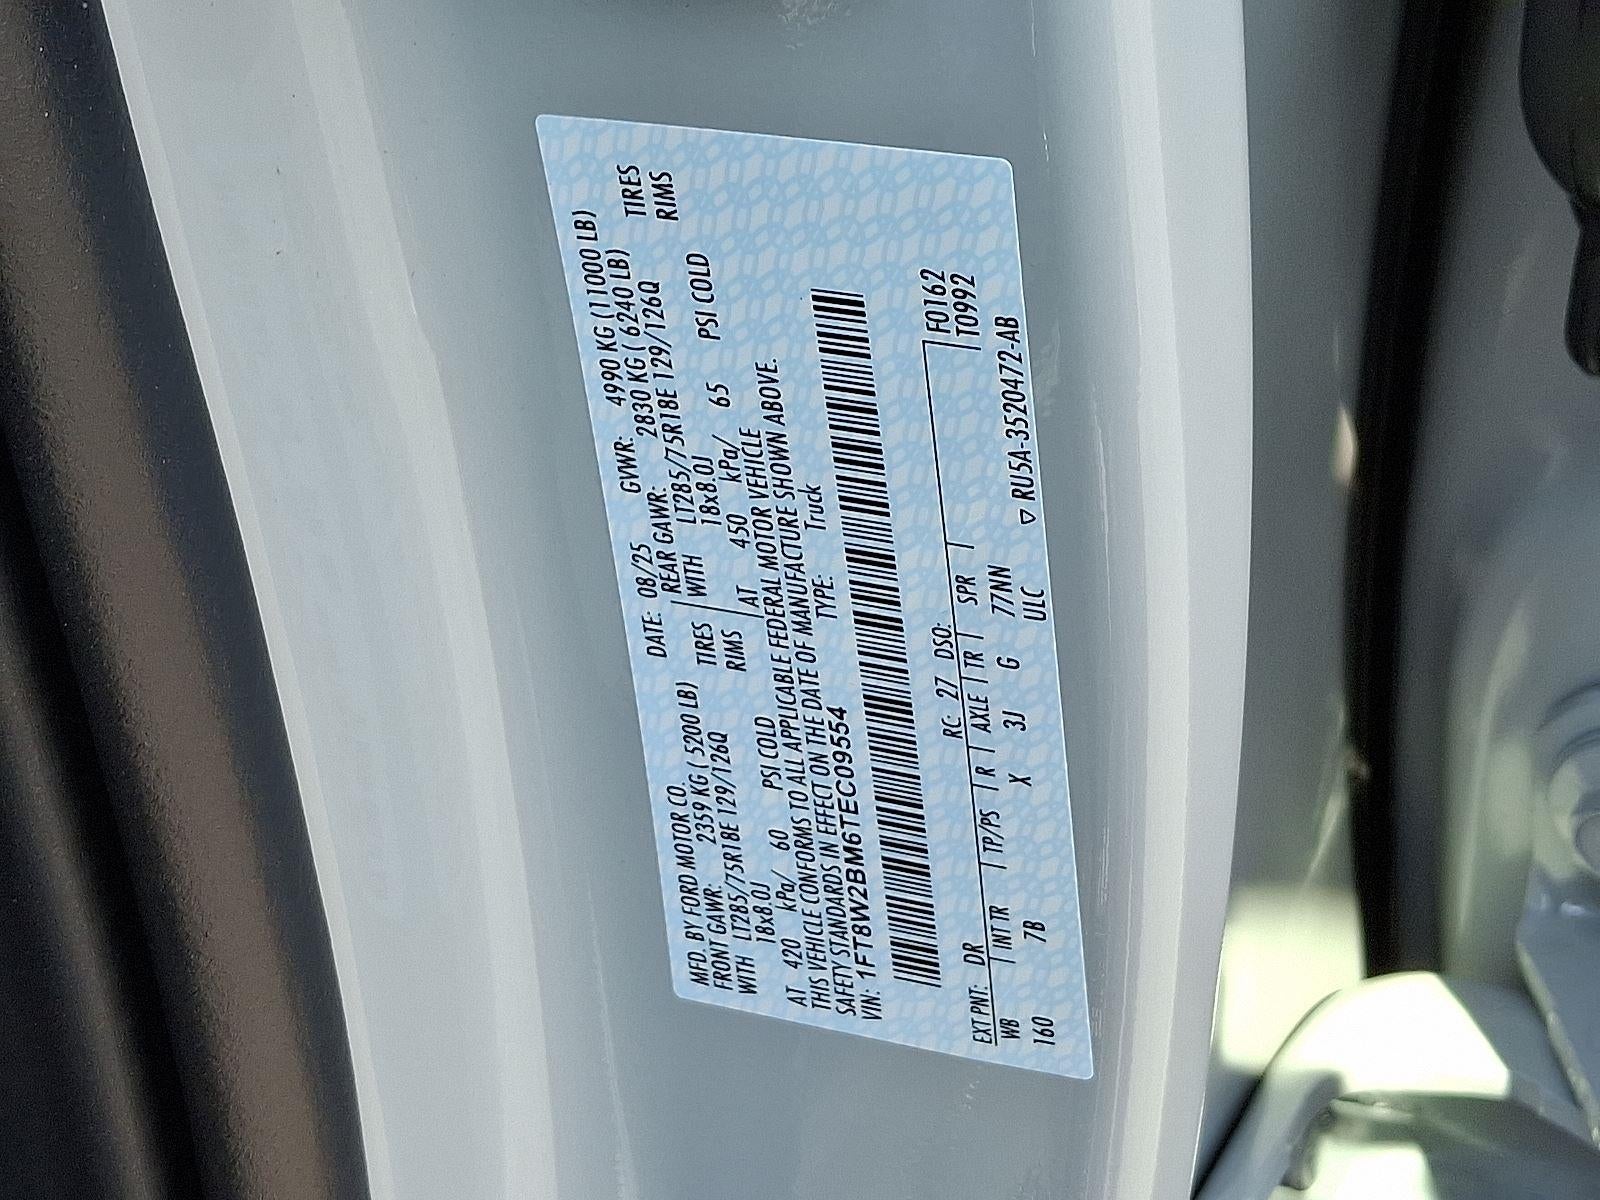 MFD. BY FORD MOTOR CO.
DATE: 08/25 GVWR: 4990 KG (11000 LB)
FRONT GAWR: 2359 KG ( 5200 LB) REAR GAWR: 2830 KG ( 6240 LB)
WITH LT285/75R18E 129/126Q TIRES WITH LT285/75R18E 129/126Q TIRES
18x8.0J RIMS 18x8.0J RIMS
AT 420 kPa/ 60 PSI COLD AT 450 kPa/ 65 PSI COLD
THIS VEHICLE CONFORMS TO ALL APPLICABLE FEDERAL MOTOR VEHICLE
SAFETY STANDARDS IN EFFECT ON THE DATE OF MANUFACTURE SHOWN ABOVE.
VIN: 1FT8W2BM6TEC09554 TYPE: Truck
EXT PNT: DR RC: 27 DSO: F0162
WB INT TR TP/PS R AXLE TR SPR T0992
160 7B X 3J G 77NN
ULC ▽ RU5A-3520472-AB